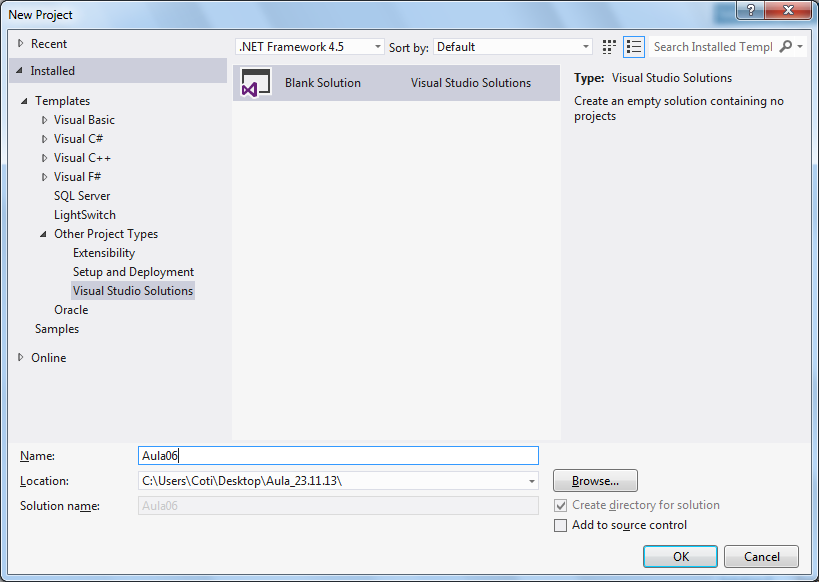 New Project
Recent
Installed
Templates
Visual Basic
Visual C#
Visual C++
Visual F#
SQL Server
LightSwitch
Other Project Types
Extensibility
Setup and Deployment
Visual Studio Solutions
Oracle
Samples
Online
.NET Framework 4.5
Sort by: Default
Search Installed Templ
Blank Solution Visual Studio Solutions
Type: Visual Studio Solutions
Create an empty solution containing no
projects
Name: Aula06
Location: C:\Users\Coti\Desktop\Aula_23.11.13\
Browse...
Solution name: Aula06
Create directory for solution
Add to source control
OK
Cancel